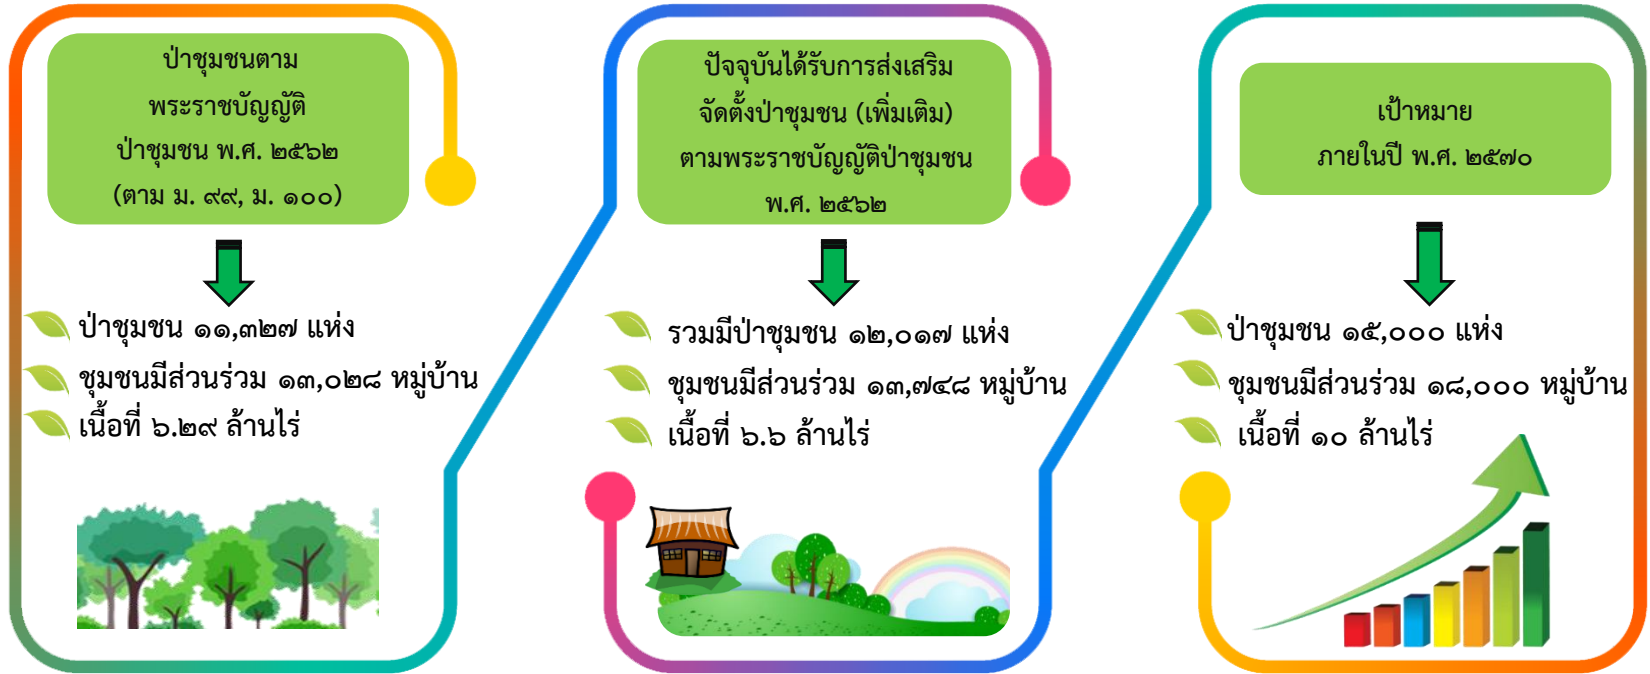 ป่าชุมชนตาม
พระราชบัญญัติ
ป่าชุมชน พ.ศ. ๒๕๖๒
(ตาม ม. ๙๙, ม. ๑๐๐)
ป่าชุมชน ๑๑,๓๒๗ แห่ง
ชุมชนมีส่วนร่วม ๑๓,๐๒๘ หมู่บ้าน
เนื้อที่ ๖.๒๙ ล้านไร่
ปัจจุบันได้รับการส่งเสริม
จัดตั้งป่าชุมชน (เพิ่มเติม)
ตามพระราชบัญญัติป่าชุมชน
พ.ศ. ๒๕๖๒
รวมมีป่าชุมชน ๑๒,๐๑๗ แห่ง
ชุมชนมีส่วนร่วม ๑๓,๗๔๘ หมู่บ้าน
เนื้อที่ ๖.๖ ล้านไร่
เป้าหมาย
ภายในปี พ.ศ. ๒๕๗๐
ป่าชุมชน ๑๕,๐๐๐ แห่ง
ชุมชนมีส่วนร่วม ๑๘,๐๐๐ หมู่บ้าน
เนื้อที่ ๑๐ ล้านไร่